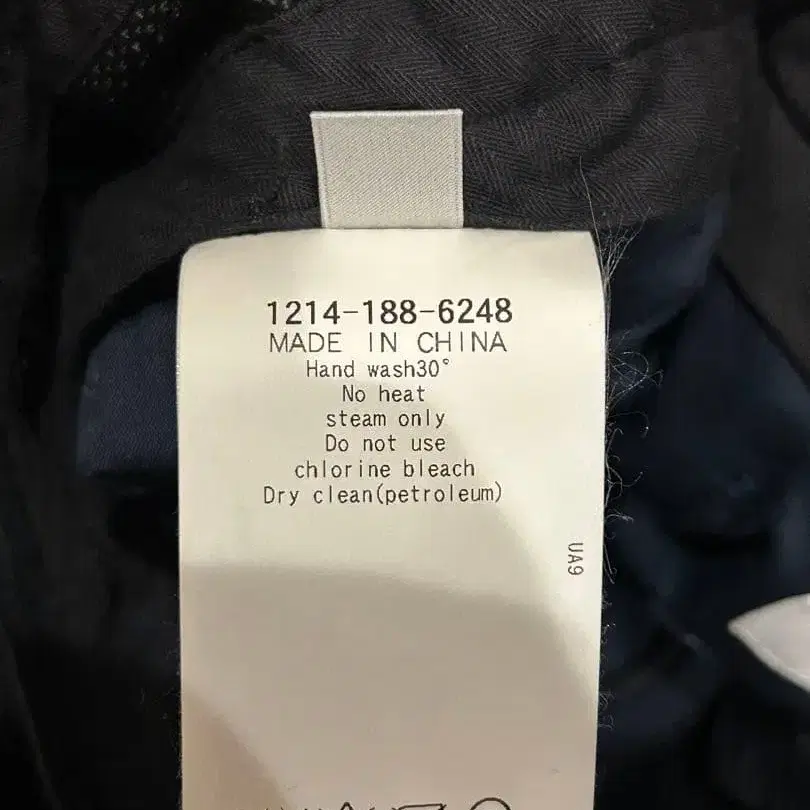 1214-188-6248
MADE IN CHINA
Hand wash30°
No heat
steam only
Do not use
chlorine bleach
Dry clean(petroleum)
UA9